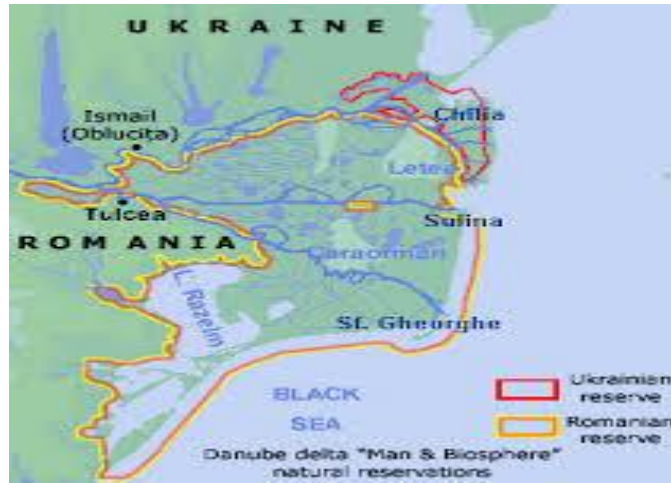 UKRAINE
Ismail
(Oblucita)
Chilia
Letea
Tulcea
Sulina
ROMANIA
Caraorman
L. Razelm
Sf. Gheorghe
BLACK
SEA
Ukrainian
reserve
Romanian
reserve
Danube delta "Man & Biosphere"
natural reservations